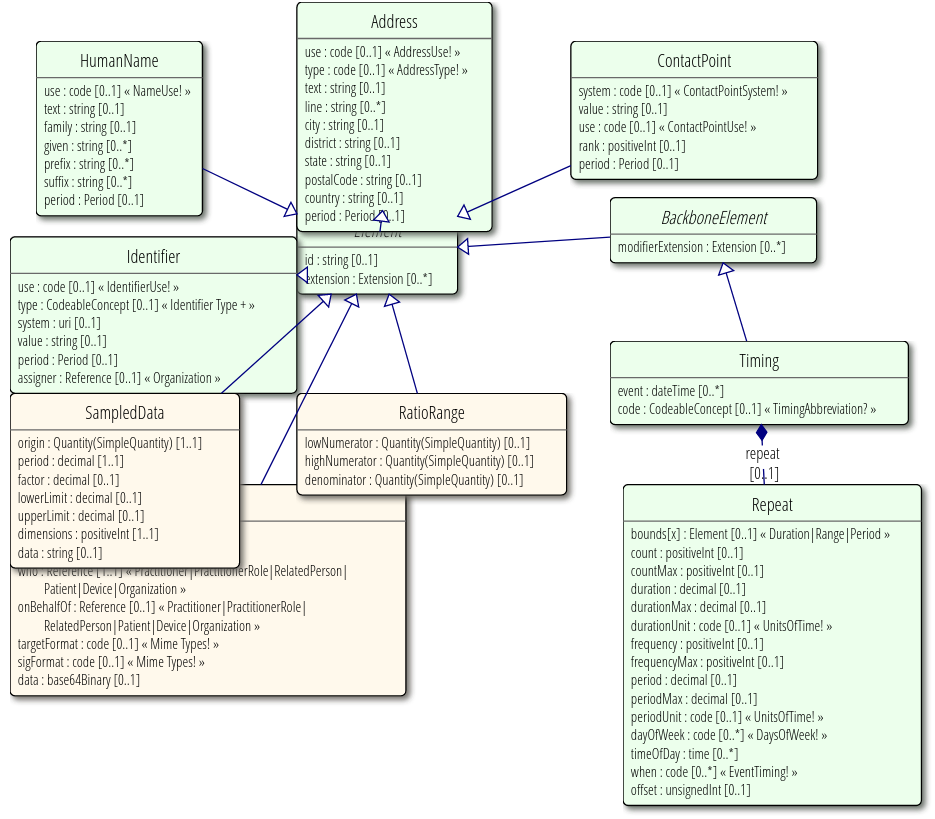 HumanName
use : code [0..1] « NameUse! »
text : string [0..1]
family : string [0..1]
given : string [0..*]
prefix : string [0..*]
suffix : string [0..*]
period : Period [0..1]
Address
use : code [0..1] « AddressUse! »
type : code [0..1] « AddressType! »
text : string [0..1]
line : string [0..*]
city : string [0..1]
district : string [0..1]
state : string [0..1]
postalCode : string [0..1]
country : string [0..1]
period : Period [0..1]
ContactPoint
system : code [0..1] « ContactPointSystem! »
value : string [0..1]
use : code [0..1] « ContactPointUse! »
rank : positiveInt [0..1]
period : Period [0..1]
Element
id : string [0..1]
extension : Extension [0..*]
BackboneElement
modifierExtension : Extension [0..*]
Identifier
use : code [0..1] « IdentifierUse! »
type : CodeableConcept [0..1] « Identifier Type + »
system : uri [0..1]
value : string [0..1]
period : Period [0..1]
assigner : Reference [0..1] « Organization »
Timing
event : dateTime [0..*]
code : CodeableConcept [0..1] « TimingAbbreviation? »
SampledData
origin : Quantity(SimpleQuantity) [1..1]
period : decimal [1..1]
factor : decimal [0..1]
lowerLimit : decimal [0..1]
upperLimit : decimal [0..1]
dimensions : positiveInt [1..1]
data : string [0..1]
RatioRange
lowNumerator : Quantity(SimpleQuantity) [0..1]
highNumerator : Quantity(SimpleQuantity) [0..1]
denominator : Quantity(SimpleQuantity) [0..1]
who : Reference [1..1] « Practitioner|PractitionerRole|RelatedPerson|
Patient|Device|Organization »
onBehalfOf : Reference [0..1] « Practitioner|PractitionerRole|
RelatedPerson|Patient|Device|Organization »
targetFormat : code [0..1] « Mime Types! »
sigFormat : code [0..1] « Mime Types! »
data : base64Binary [0..1]
repeat
[0..1]
Repeat
bounds[x] : Element [0..1] « Duration|Range|Period »
count : positiveInt [0..1]
countMax : positiveInt [0..1]
duration : decimal [0..1]
durationMax : decimal [0..1]
durationUnit : code [0..1] « UnitsOfTime! »
frequency : positiveInt [0..1]
frequencyMax : positiveInt [0..1]
period : decimal [0..1]
periodMax : decimal [0..1]
periodUnit : code [0..1] « UnitsOfTime! »
dayOfWeek : code [0..*] « DaysOfWeek! »
timeOfDay : time [0..*]
when : code [0..*] « EventTiming! »
offset : unsignedInt [0..1]